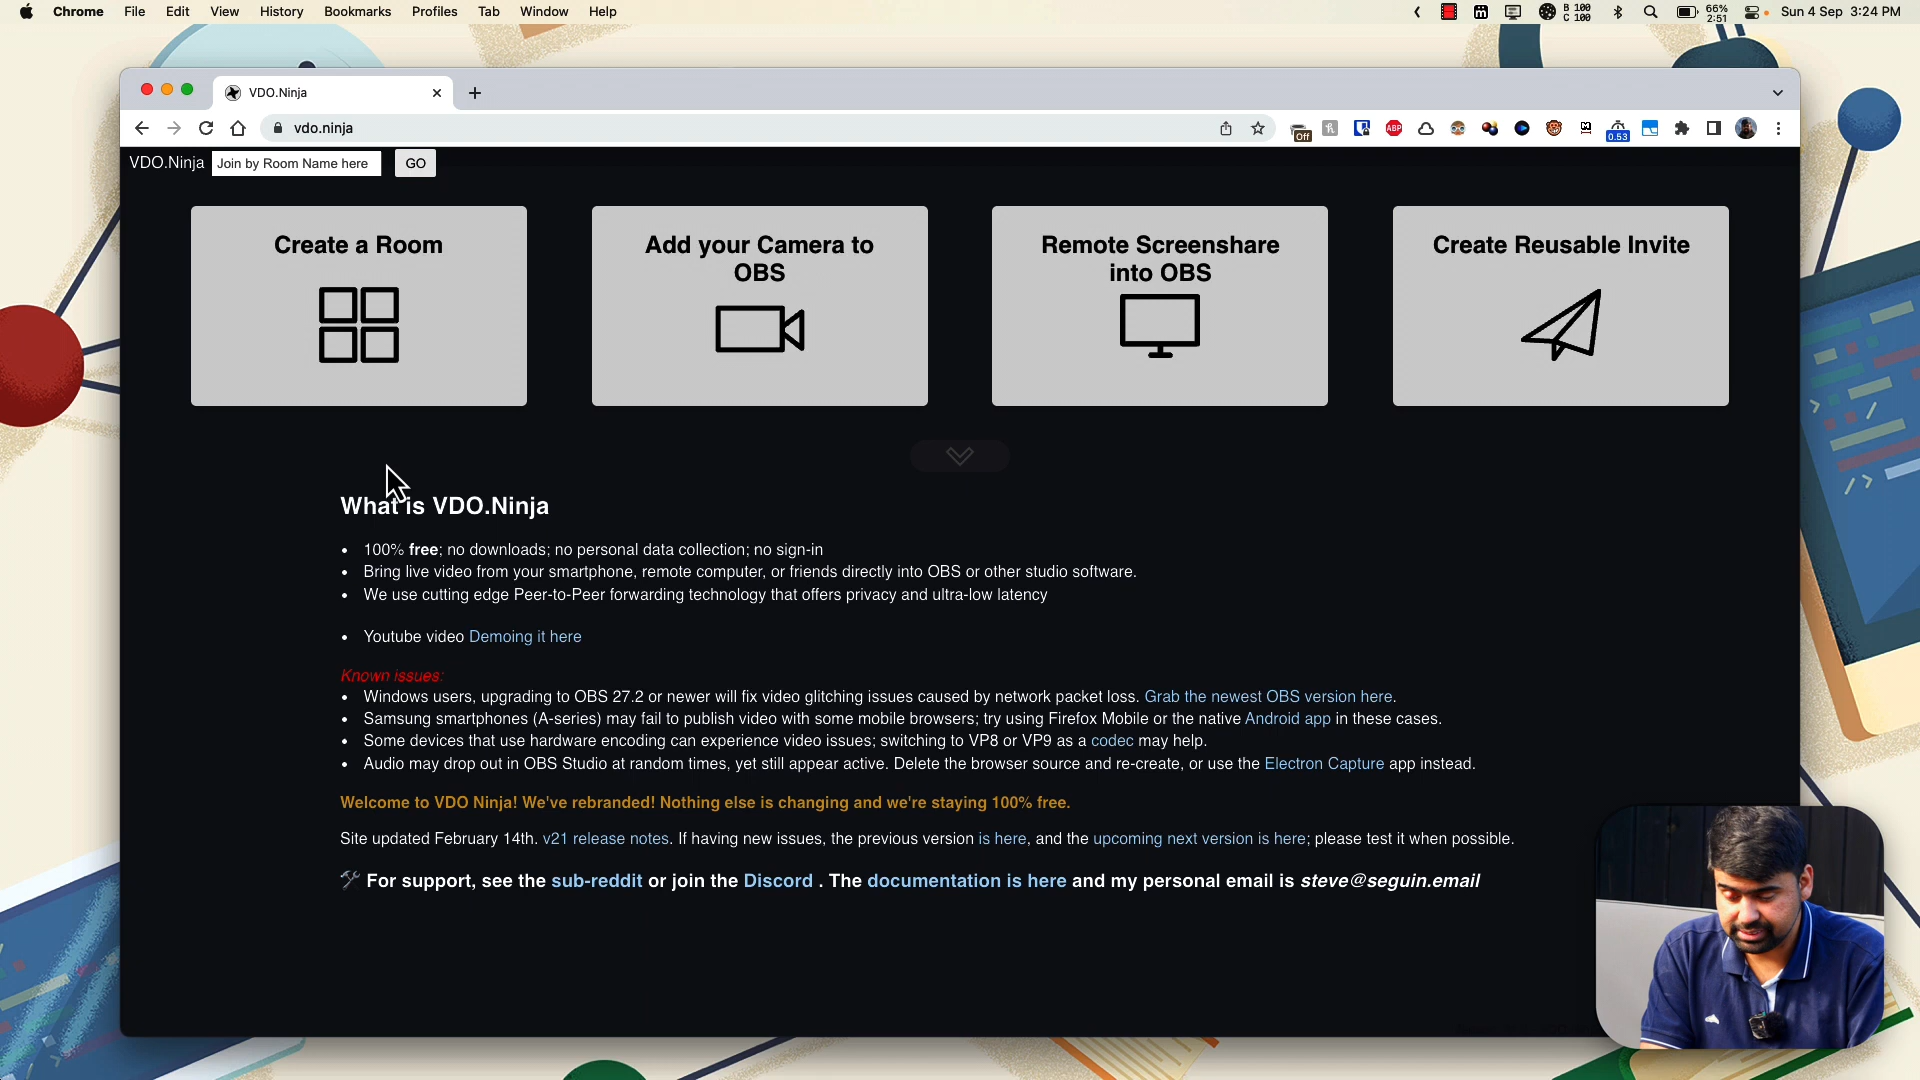 Chrome File Edit View History Bookmarks Profiles Tab Window Help
B 100
C 100
66%
2:51
Sun 4 Sep 3:24 PM
VDO.Ninja
vdo.ninja
Off
ABP
0.53
VDO.Ninja Join by Room Name here GO
Create a Room
Add your Camera to
OBS
Remote Screenshare
into OBS
Create Reusable Invite
What is VDO.Ninja
• 100% free; no downloads; no personal data collection; no sign-in
• Bring live video from your smartphone, remote computer, or friends directly into OBS or other studio software.
• We use cutting edge Peer-to-Peer forwarding technology that offers privacy and ultra-low latency
• Youtube video Demoing it here
Known issues:
• Windows users, upgrading to OBS 27.2 or newer will fix video glitching issues caused by network packet loss. Grab the newest OBS version here.
• Samsung smartphones (A-series) may fail to publish video with some mobile browsers; try using Firefox Mobile or the native Android app in these cases.
• Some devices that use hardware encoding can experience video issues; switching to VP8 or VP9 as a codec may help.
• Audio may drop out in OBS Studio at random times, yet still appear active. Delete the browser source and re-create, or use the Electron Capture app instead.
Welcome to VDO Ninja! We've rebranded! Nothing else is changing and we're staying 100% free.
Site updated February 14th. v21 release notes. If having new issues, the previous version is here, and the upcoming next version is here; please test it when possible.
For support, see the sub-reddit or join the Discord . The documentation is here and my personal email is steve@seguin.email